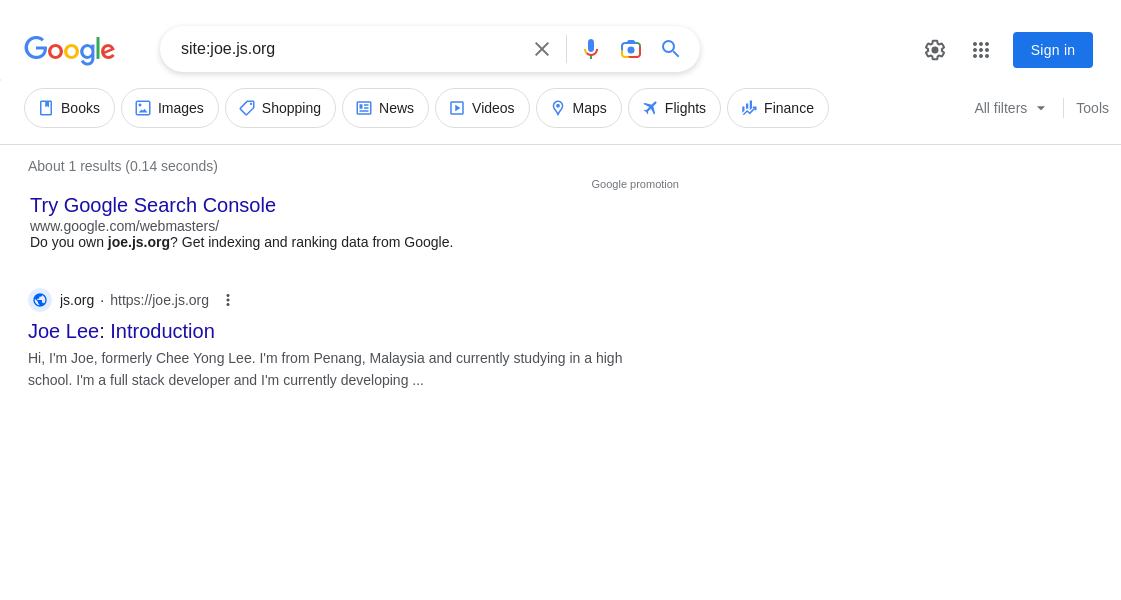 Google
site:joe.js.org
Sign in
Books
Images
Shopping
News
Videos
Maps
Flights
Finance
All filters
Tools
About 1 results (0.14 seconds)
Google promotion
Try Google Search Console
www.google.com/webmasters/
Do you own joe.js.org? Get indexing and ranking data from Google.
js.org · https://joe.js.org
Joe Lee: Introduction
Hi, I'm Joe, formerly Chee Yong Lee. I'm from Penang, Malaysia and currently studying in a high
school. I'm a full stack developer and I'm currently developing ...